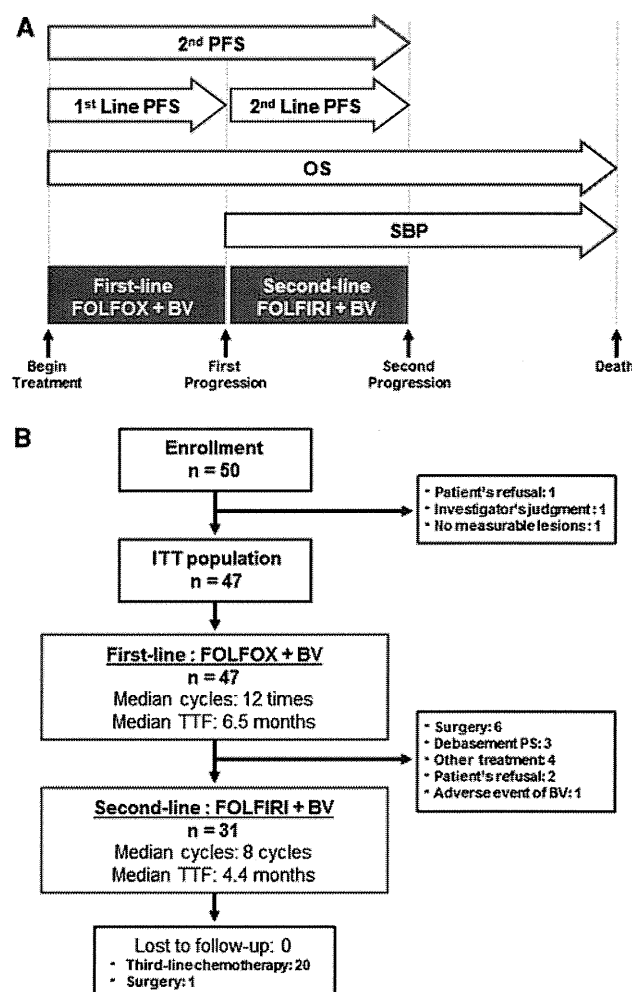 A
2nd PFS
1st Line PFS
2nd Line PFS
OS
SBP
First-line
FOLFOX + BV
Second-line
FOLFIRI + BV
Begin
Treatment
First
Progression
Second
Progression
Death
B
Enrollment
n = 50
· Patient's refusal: 1
· Investigator's judgment: 1
· No measurable lesions: 1
ITT population
n = 47
First-line : FOLFOX + BV
n = 47
Median cycles: 12 times
Median TTF: 6.5 months
· Surgery: 6
· Debasement PS: 3
· Other treatment: 4
· Patient's refusal: 2
· Adverse event of BV: 1
Second-line : FOLFIRI + BV
n = 31
Median cycles: 8 cycles
Median TTF: 4.4 months
Lost to follow-up: 0
· Third-line chemotherapy: 20
· Surgery: 1